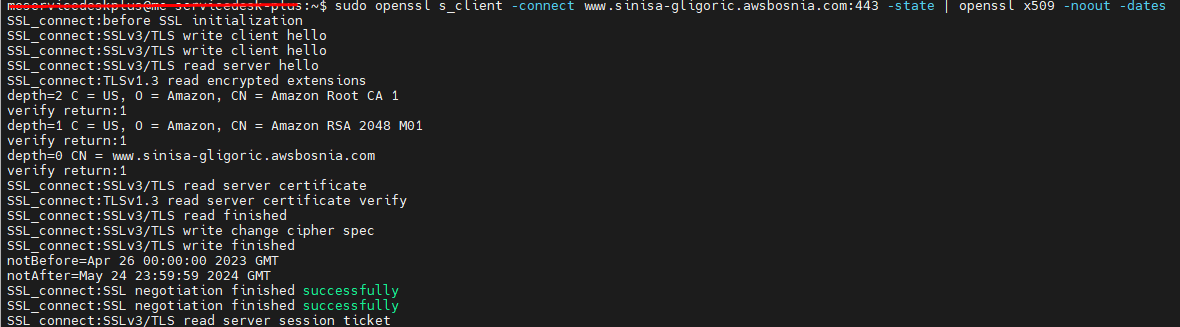 :~$ sudo openssl s_client -connect www.sinisa-gligoric.awsbosnia.com:443 -state | openssl x509 -noout -dates
SSL_connect:before SSL initialization
SSL_connect:SSLv3/TLS write client hello
SSL_connect:SSLv3/TLS write client hello
SSL_connect:SSLv3/TLS read server hello
SSL_connect:TLSv1.3 read encrypted extensions
depth=2 C = US, O = Amazon, CN = Amazon Root CA 1
verify return:1
depth=1 C = US, O = Amazon, CN = Amazon RSA 2048 M01
verify return:1
depth=0 CN = www.sinisa-gligoric.awsbosnia.com
verify return:1
SSL_connect:SSLv3/TLS read server certificate
SSL_connect:TLSv1.3 read server certificate verify
SSL_connect:SSLv3/TLS read finished
SSL_connect:SSLv3/TLS write change cipher spec
SSL_connect:SSLv3/TLS write finished
notBefore=Apr 26 00:00:00 2023 GMT
notAfter=May 24 23:59:59 2024 GMT
SSL_connect:SSL negotiation finished successfully
SSL_connect:SSL negotiation finished successfully
SSL_connect:SSLv3/TLS read server session ticket